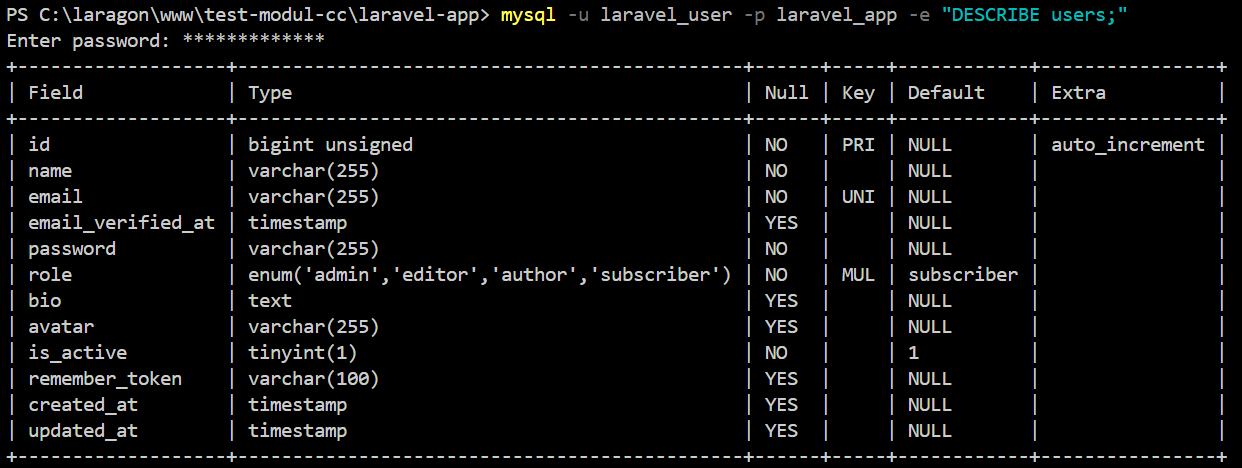 PS C:\laragon\www\test-modul-cc\laravel-app> mysql -u laravel_user -p laravel_app -e "DESCRIBE users;"
Enter password: *************
+-------------------+----------------------------------------------+------+-----+------------+----------------+
| Field             | Type                                         | Null | Key | Default    | Extra          |
+-------------------+----------------------------------------------+------+-----+------------+----------------+
| id                | bigint unsigned                              | NO   | PRI | NULL       | auto_increment |
| name              | varchar(255)                                 | NO   |     | NULL       |                |
| email             | varchar(255)                                 | NO   | UNI | NULL       |                |
| email_verified_at | timestamp                                    | YES  |     | NULL       |                |
| password          | varchar(255)                                 | NO   |     | NULL       |                |
| role              | enum('admin','editor','author','subscriber') | NO   | MUL | subscriber |                |
| bio               | text                                         | YES  |     | NULL       |                |
| avatar            | varchar(255)                                 | YES  |     | NULL       |                |
| is_active         | tinyint(1)                                   | NO   |     | 1          |                |
| remember_token    | varchar(100)                                 | YES  |     | NULL       |                |
| created_at        | timestamp                                    | YES  |     | NULL       |                |
| updated_at        | timestamp                                    | YES  |     | NULL       |                |
+-------------------+----------------------------------------------+------+-----+------------+----------------+